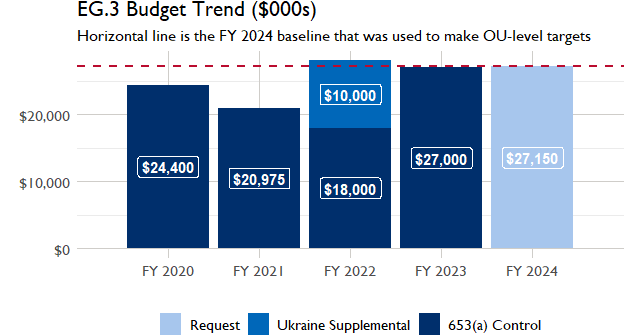 EG.3 Budget Trend ($000s)
Horizontal line is the FY 2024 baseline that was used to make OU-level targets
$20,000
$10,000
$0
$24,400
$20,975
$10,000
$18,000
$27,000
$27,150
FY 2020 FY 2021 FY 2022 FY 2023 FY 2024
Request Ukraine Supplemental 653(a) Control